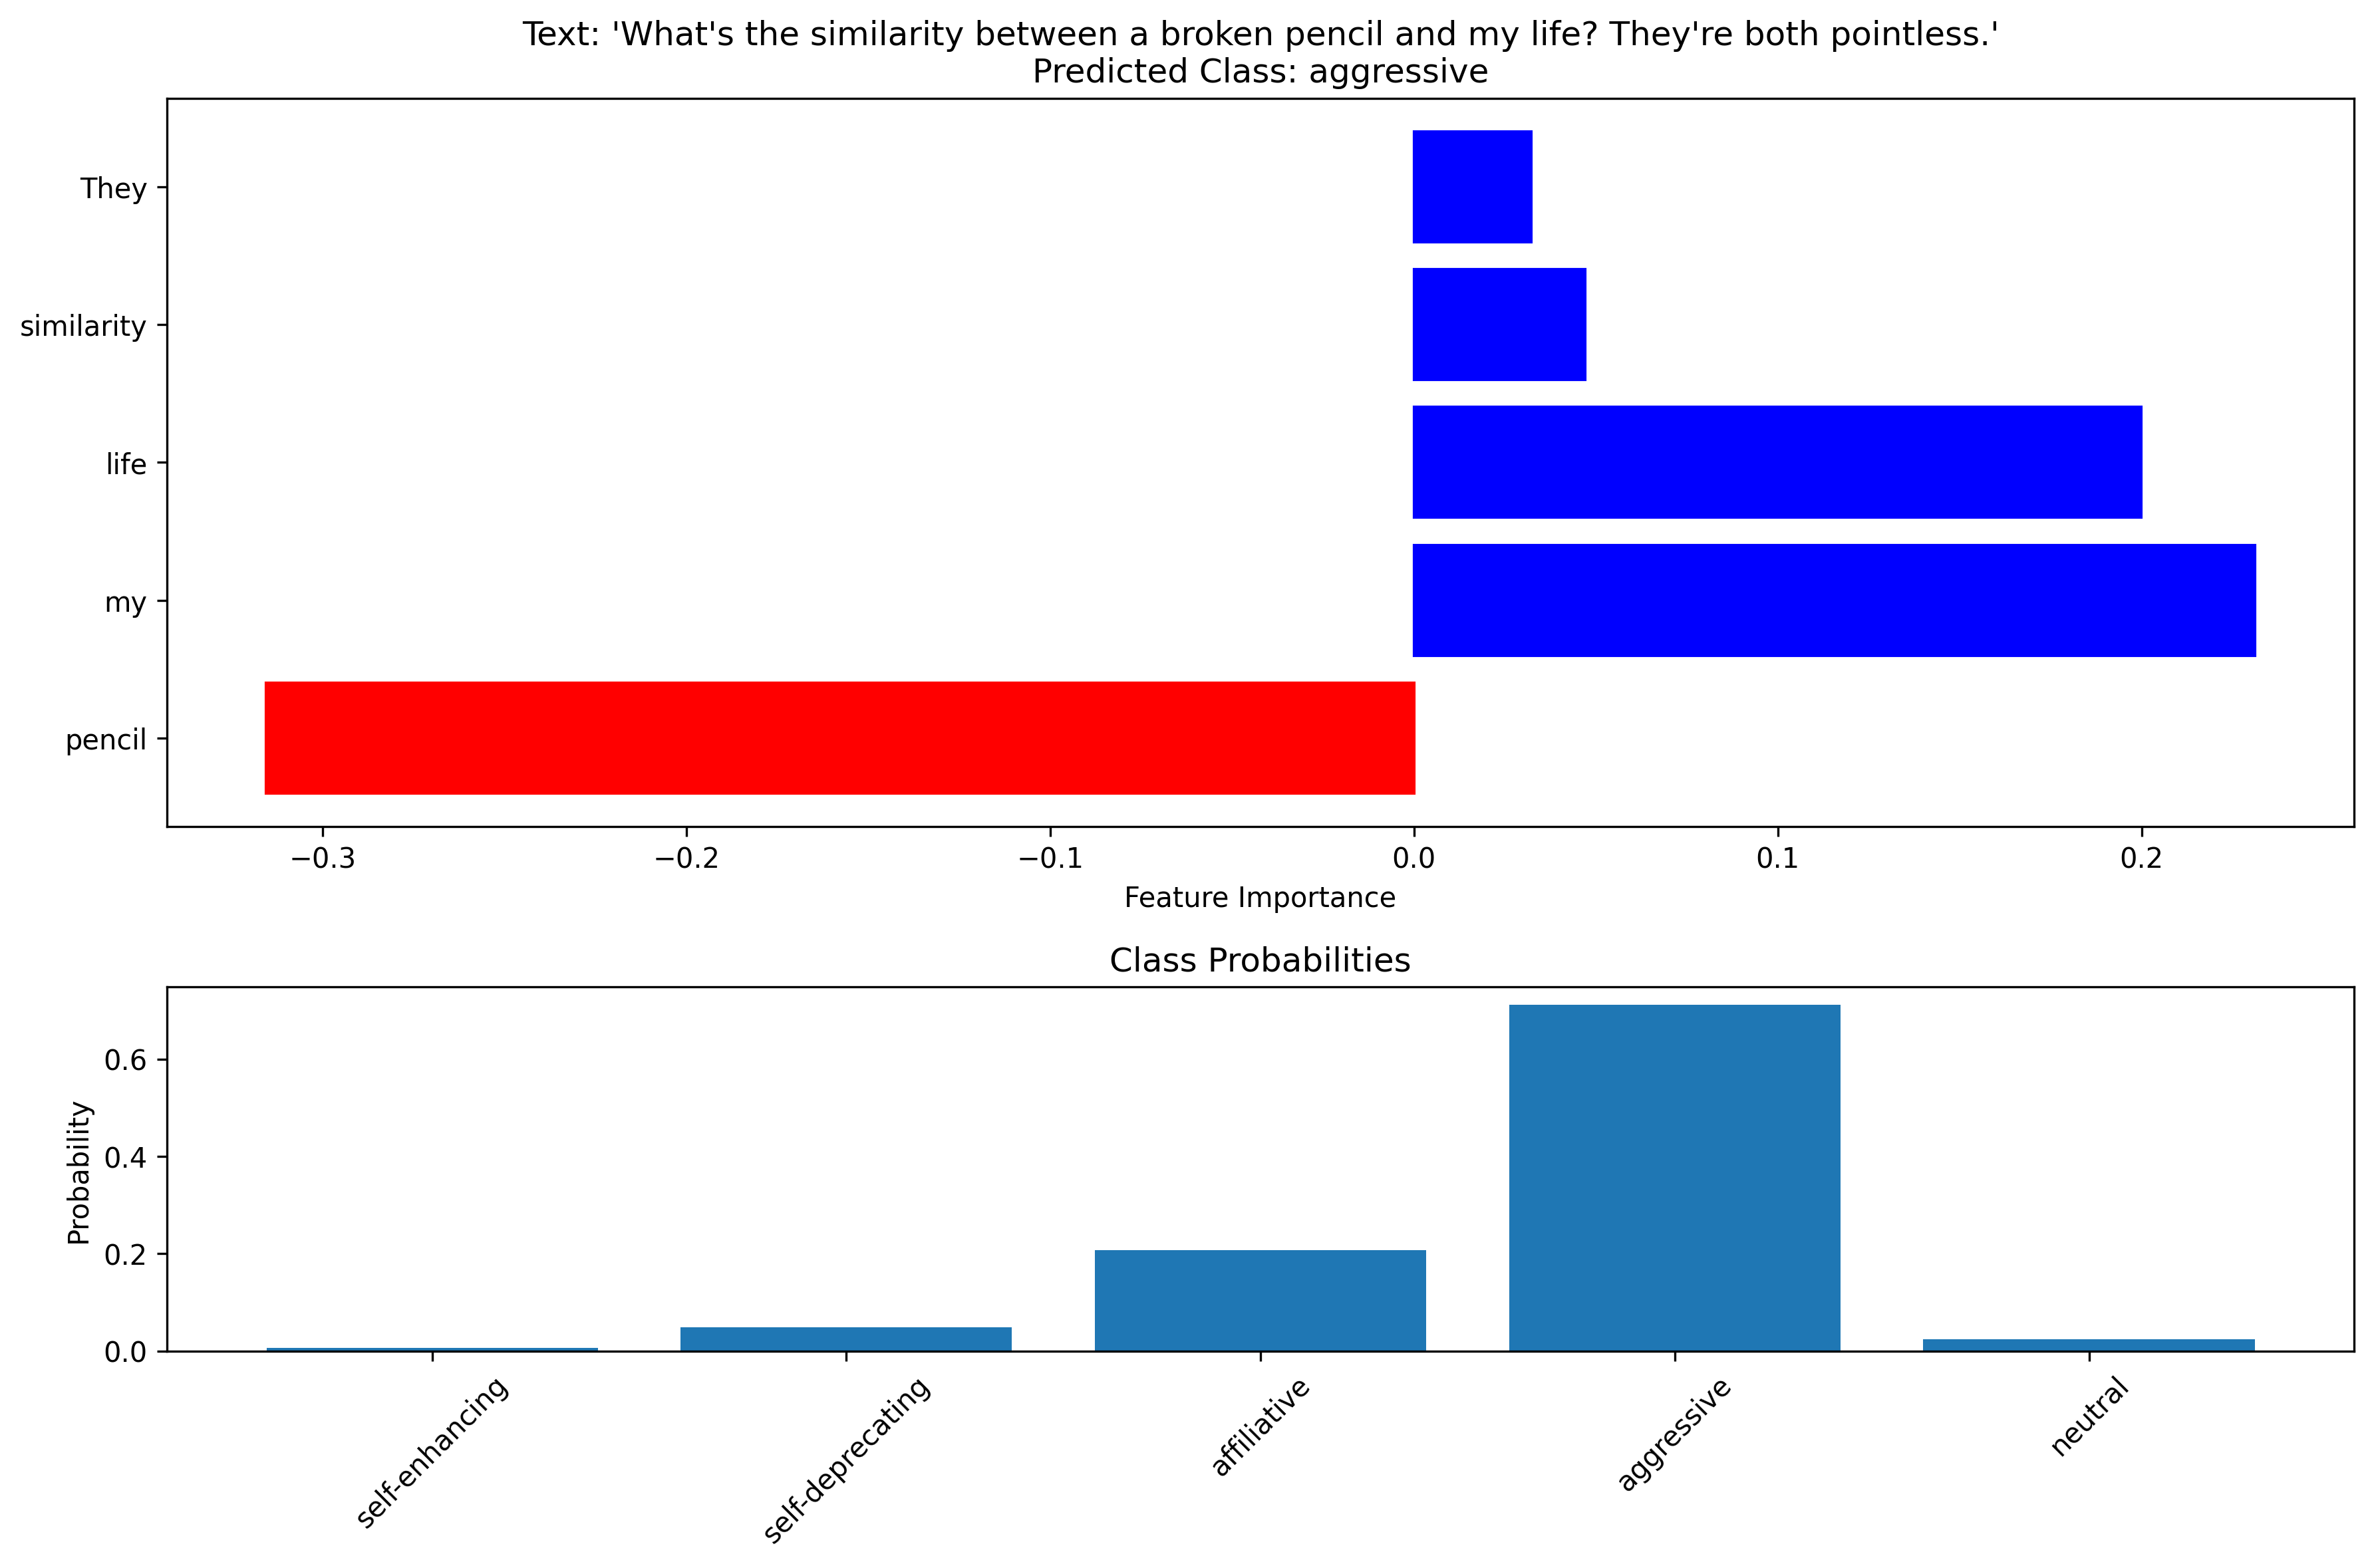 Text: 'What's the similarity between a broken pencil and my life? They're both pointless.'
Predicted Class: aggressive
They
similarity
life
my
pencil
−0.3 −0.2 −0.1 0.0 0.1 0.2
Feature Importance
Class Probabilities
Probability
0.6
0.4
0.2
0.0
self-enhancing self-deprecating affiliative aggressive neutral